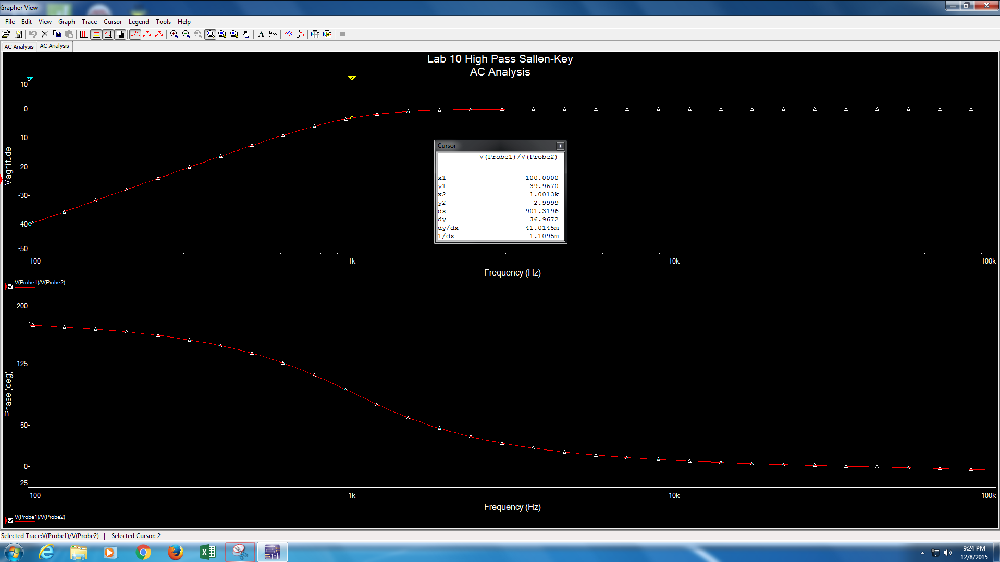 Grapher View
File Edit View Graph Trace Cursor Legend Tools Help
AC Analysis AC Analysis
Lab 10 High Pass Sallen-Key
AC Analysis
1
2
10
0
-10
-20
-30
-40
-50
Magnitude
100 1k 10k 100k
Frequency (Hz)
Cursor
V(Probe1)/V(Probe2)
x1 100.0000
y1 -39.9670
x2 1.0013k
y2 -2.9999
dx 901.3196
dy 36.9672
dy/dx 41.0145m
1/dx 1.1095m
V(Probe1)/V(Probe2)
200
125
50
0
-25
Phase (deg)
100 1k 10k 100k
Frequency (Hz)
V(Probe1)/V(Probe2)
Selected Trace:V(Probe1)/V(Probe2) | Selected Cursor: 2
9:24 PM
12/8/2015